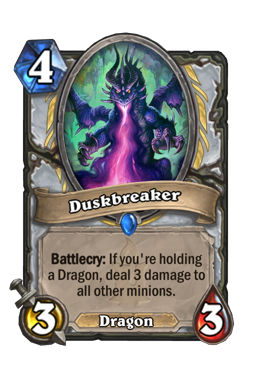 4
Duskbreaker
Battlecry: If you're holding
a Dragon, deal 3 damage to
all other minions.
3
Dragon
3